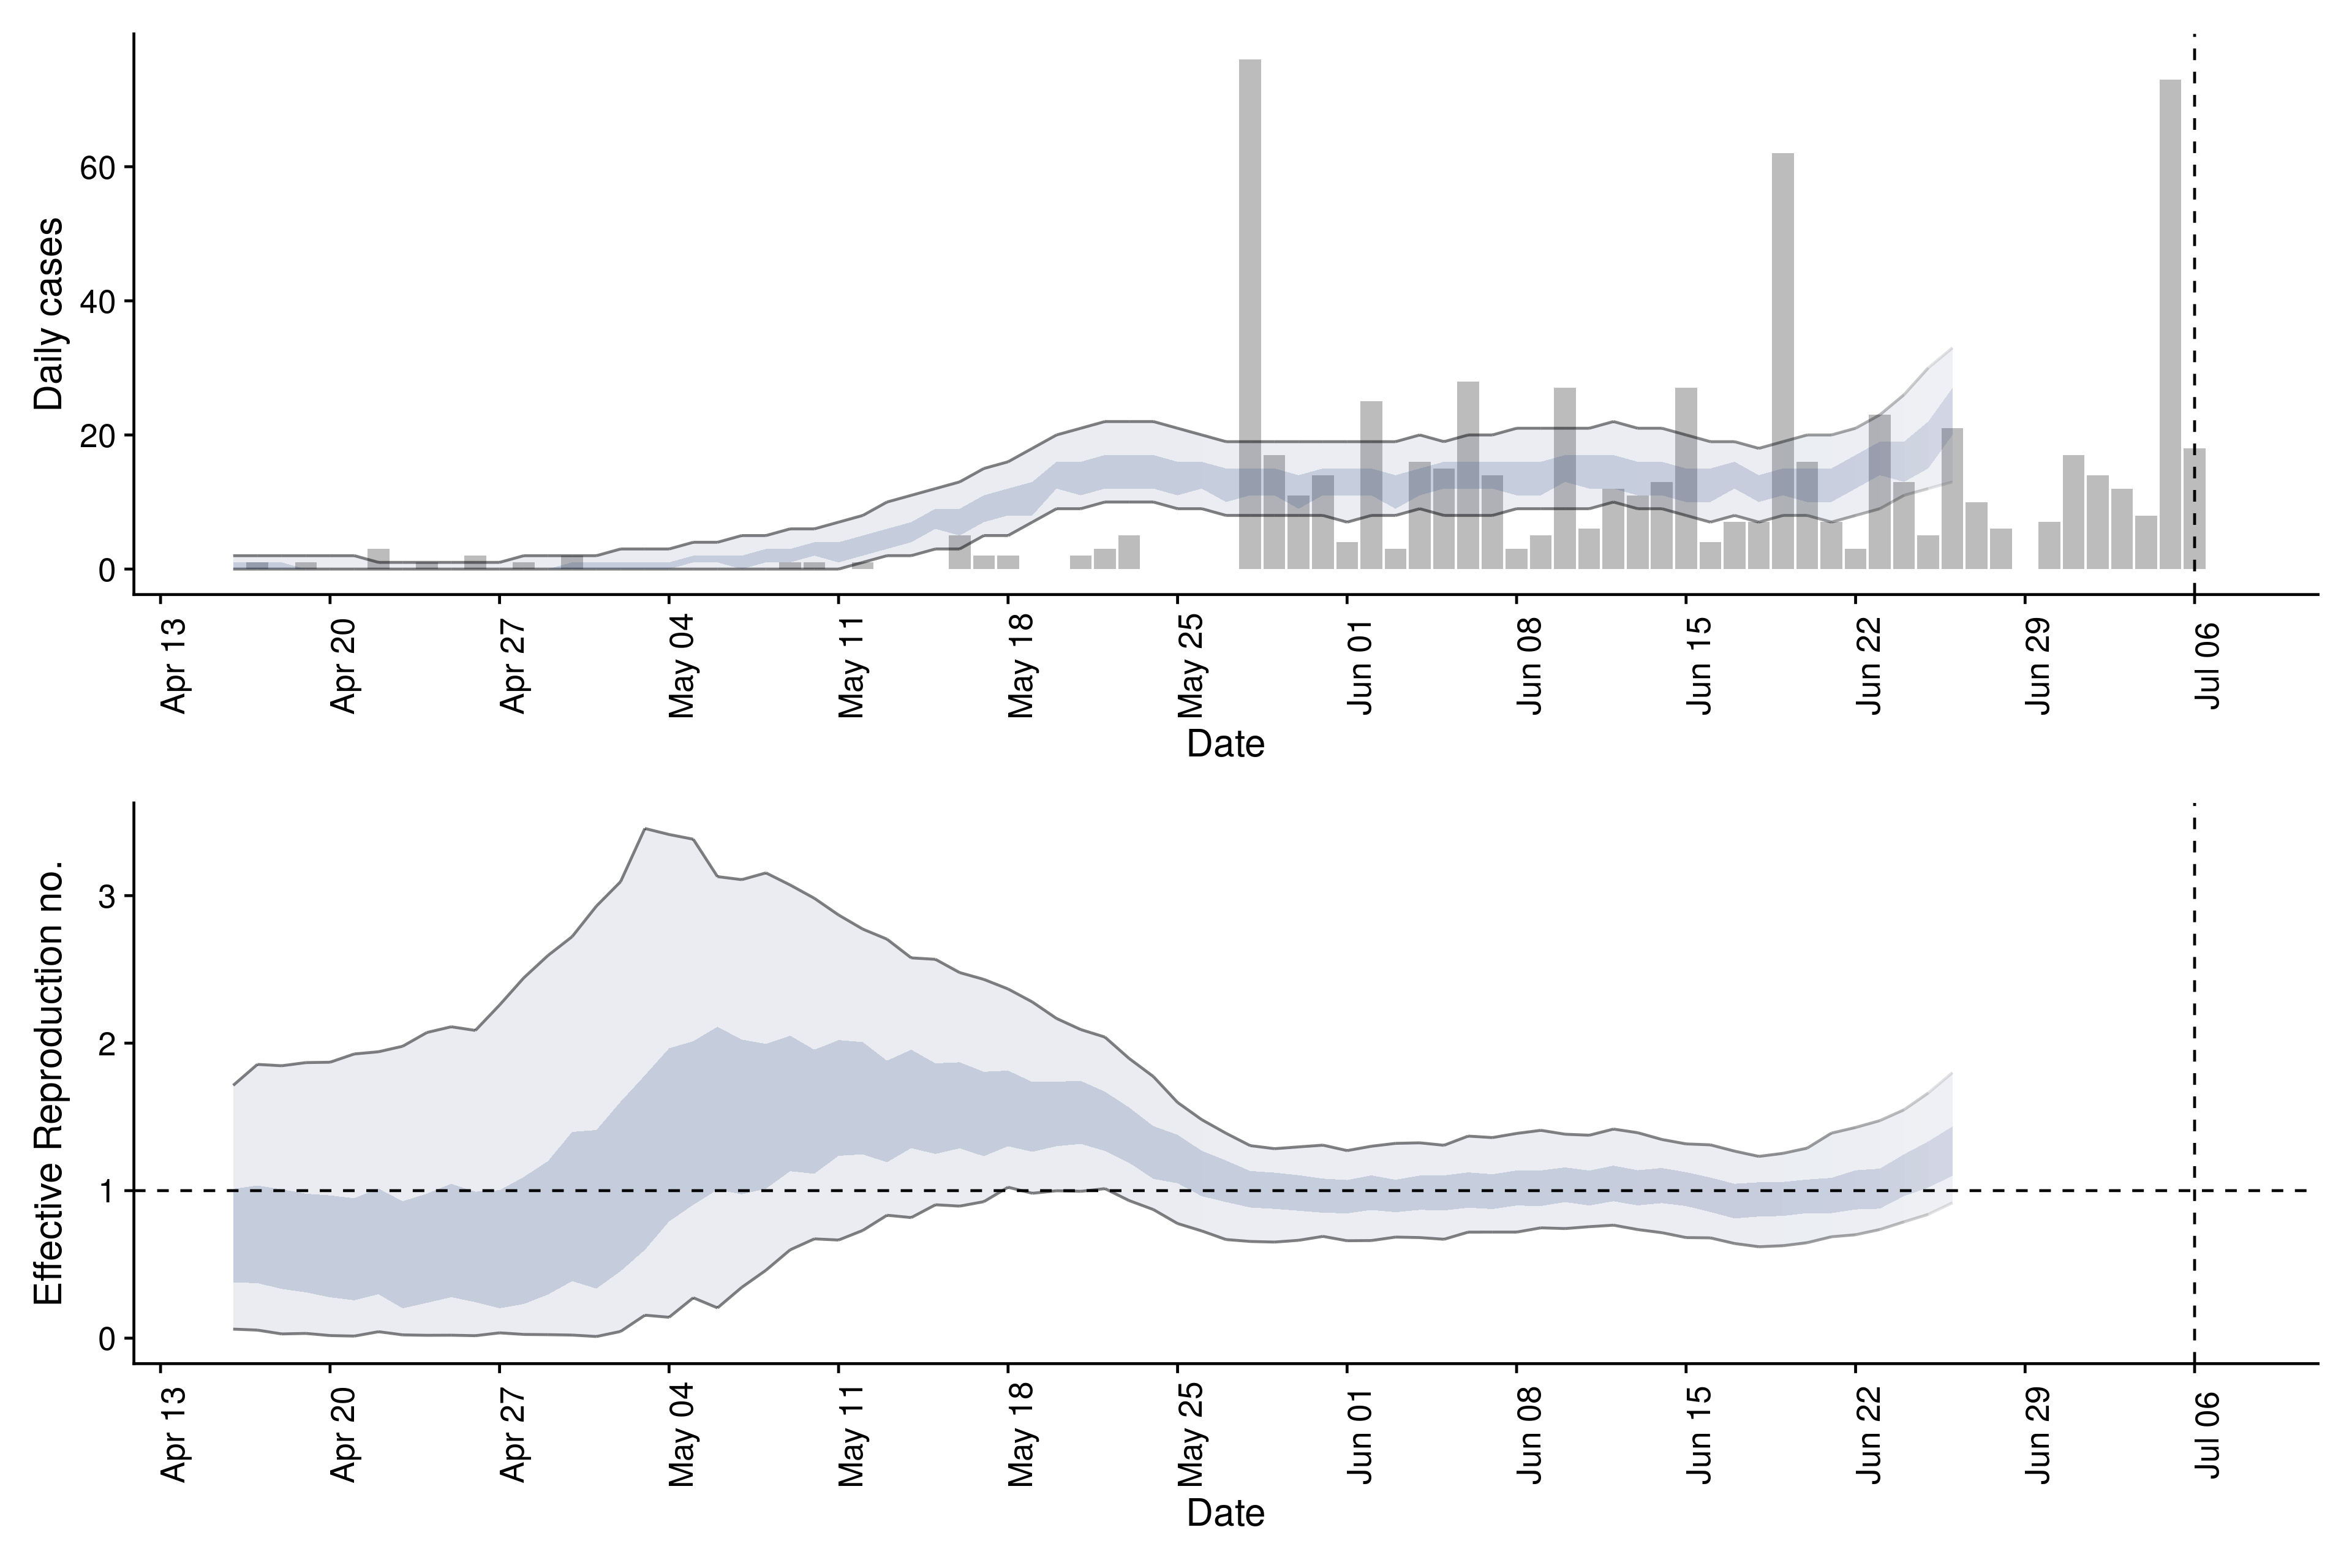 Daily cases
60
40
20
0
Apr 13
Apr 20
Apr 27
May 04
May 11
May 18
May 25
Jun 01
Jun 08
Jun 15
Jun 22
Jun 29
Jul 06
Date
Effective Reproduction no.
3
2
1
0
Apr 13
Apr 20
Apr 27
May 04
May 11
May 18
May 25
Jun 01
Jun 08
Jun 15
Jun 22
Jun 29
Jul 06
Date